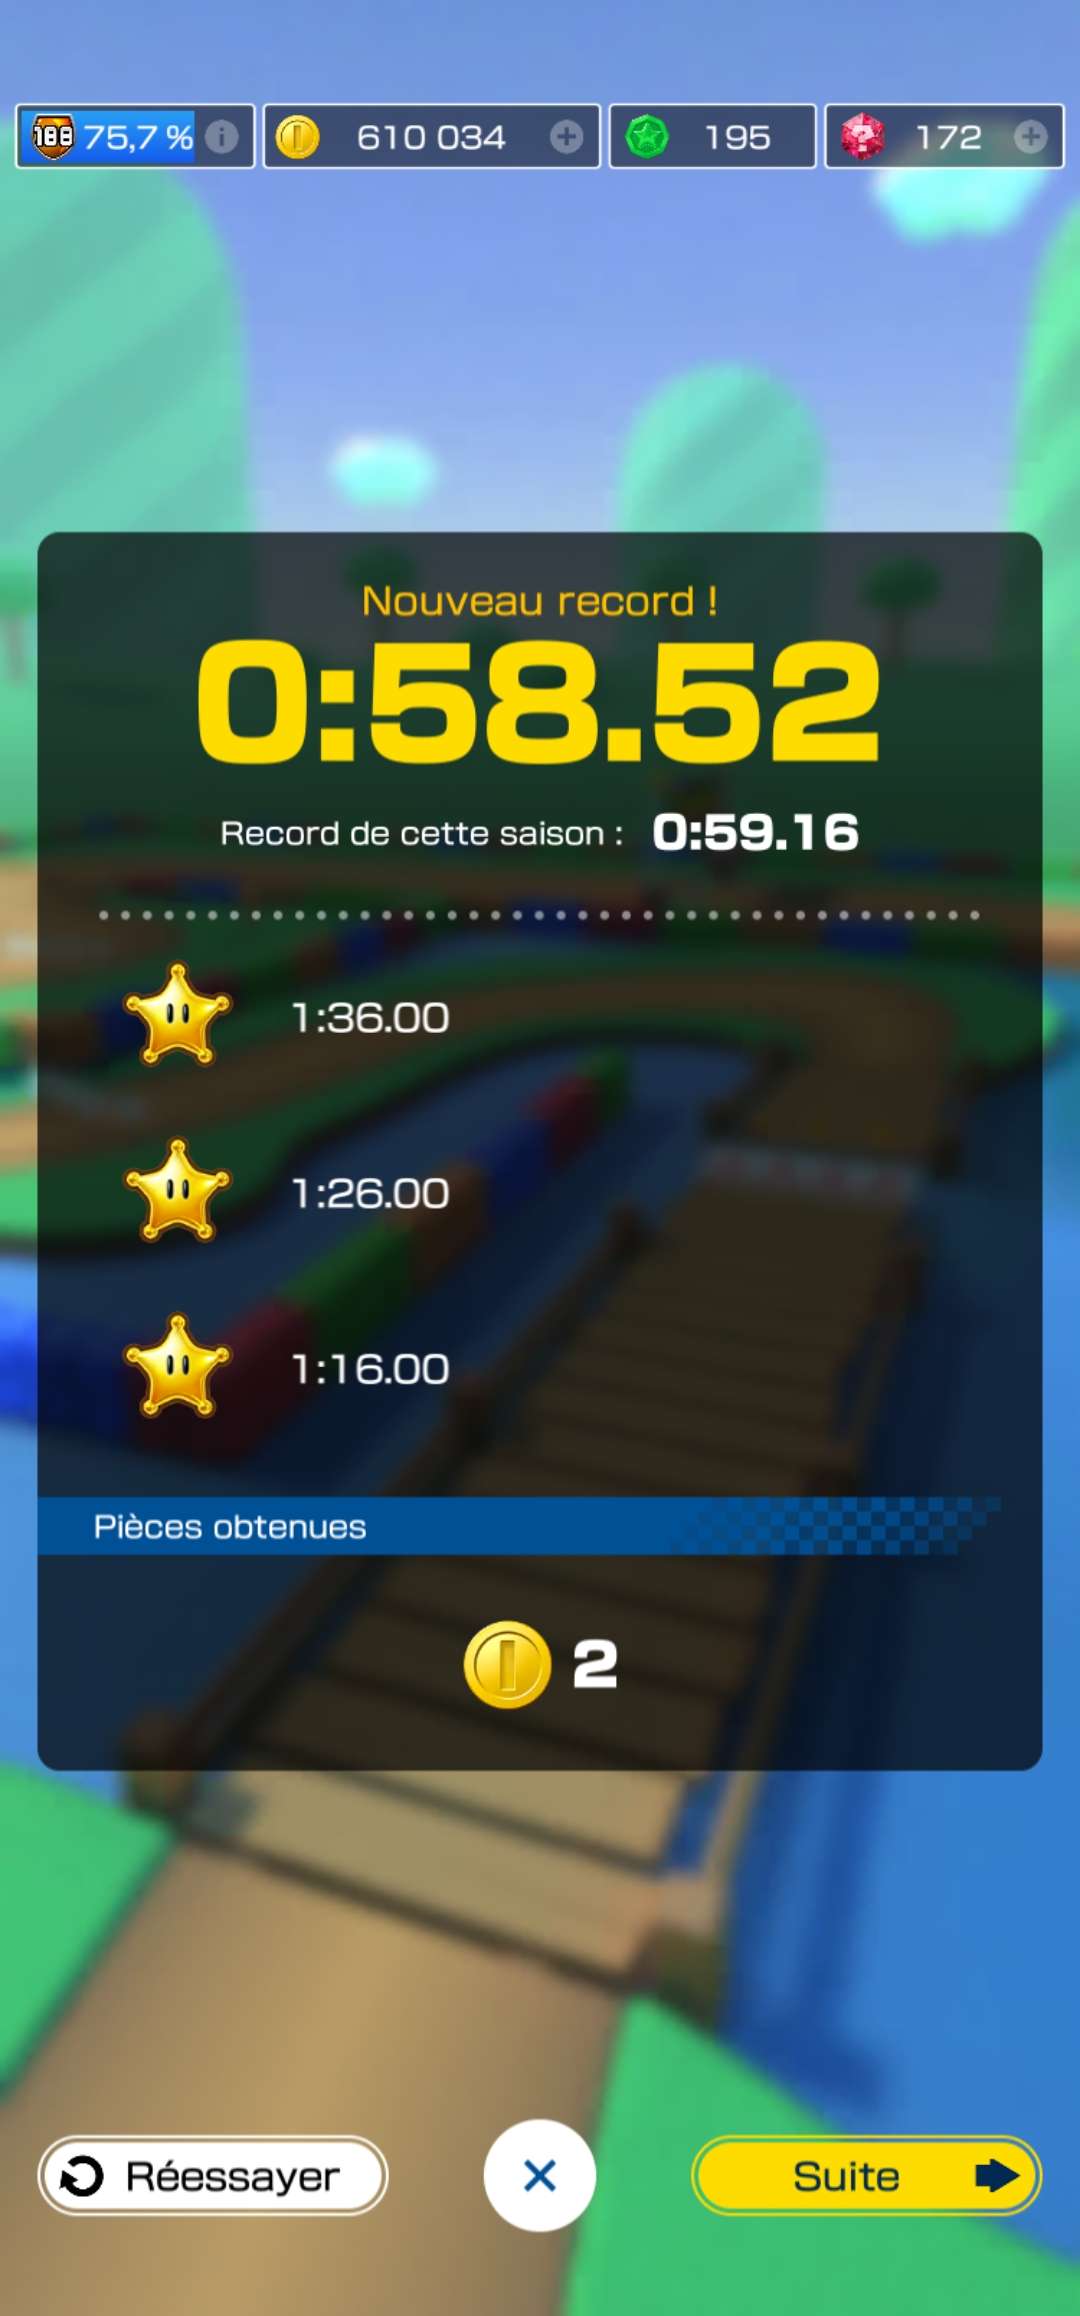 188 75,7 % i 610 034 + 195 172 +
Nouveau record !
0:58.52
Record de cette saison : 0:59.16
1:36.00
1:26.00
1:16.00
Pièces obtenues
2
Réessayer × Suite